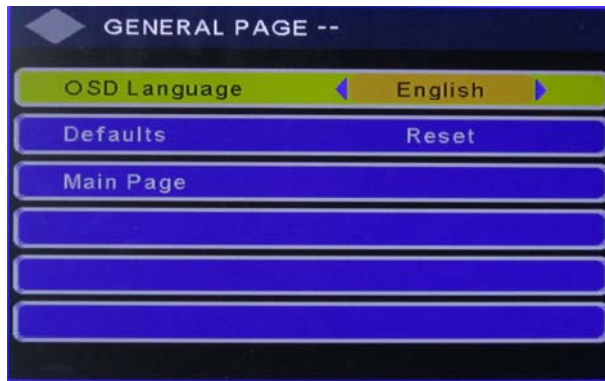 GENERAL PAGE --
OSD Language English
Defaults Reset
Main Page